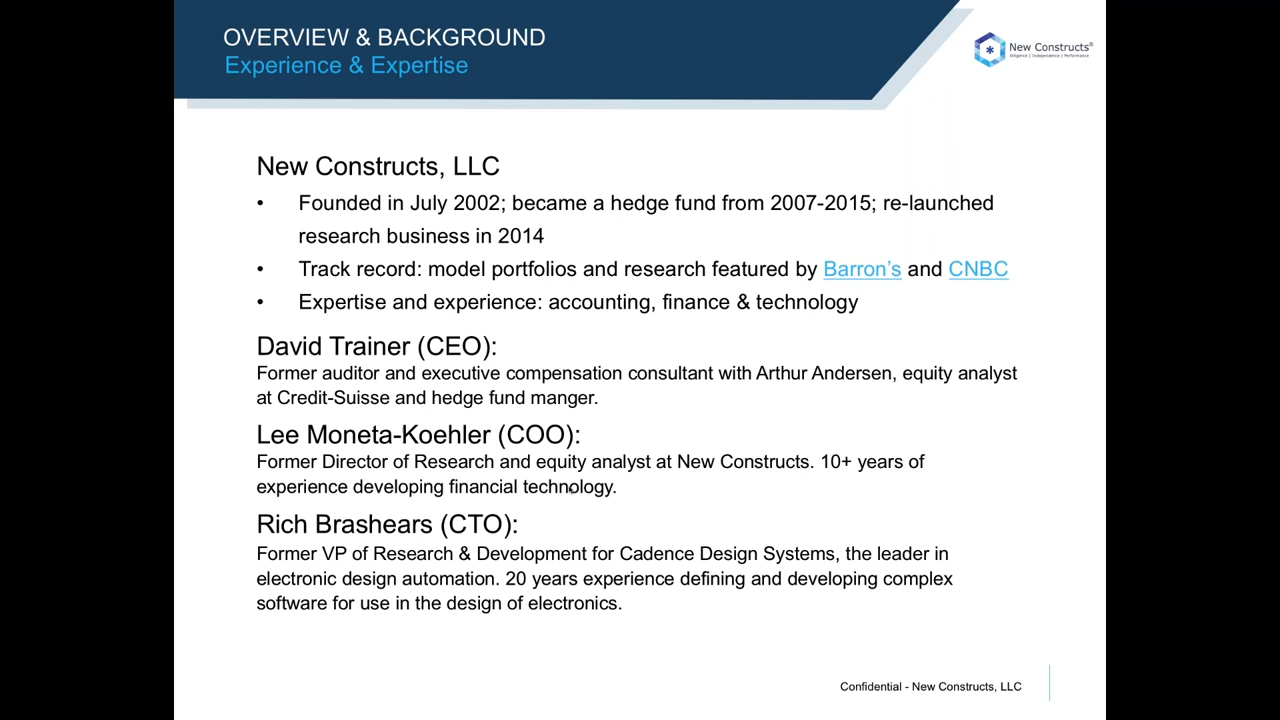 OVERVIEW & BACKGROUND
Experience & Expertise
New Constructs®
Diligence | Independence | Performance
New Constructs, LLC
• Founded in July 2002; became a hedge fund from 2007-2015; re-launched
research business in 2014
• Track record: model portfolios and research featured by Barron’s and CNBC
• Expertise and experience: accounting, finance & technology
David Trainer (CEO):
Former auditor and executive compensation consultant with Arthur Andersen, equity analyst
at Credit-Suisse and hedge fund manger.
Lee Moneta-Koehler (COO):
Former Director of Research and equity analyst at New Constructs. 10+ years of
experience developing financial technology.
Rich Brashears (CTO):
Former VP of Research & Development for Cadence Design Systems, the leader in
electronic design automation. 20 years experience defining and developing complex
software for use in the design of electronics.
Confidential - New Constructs, LLC